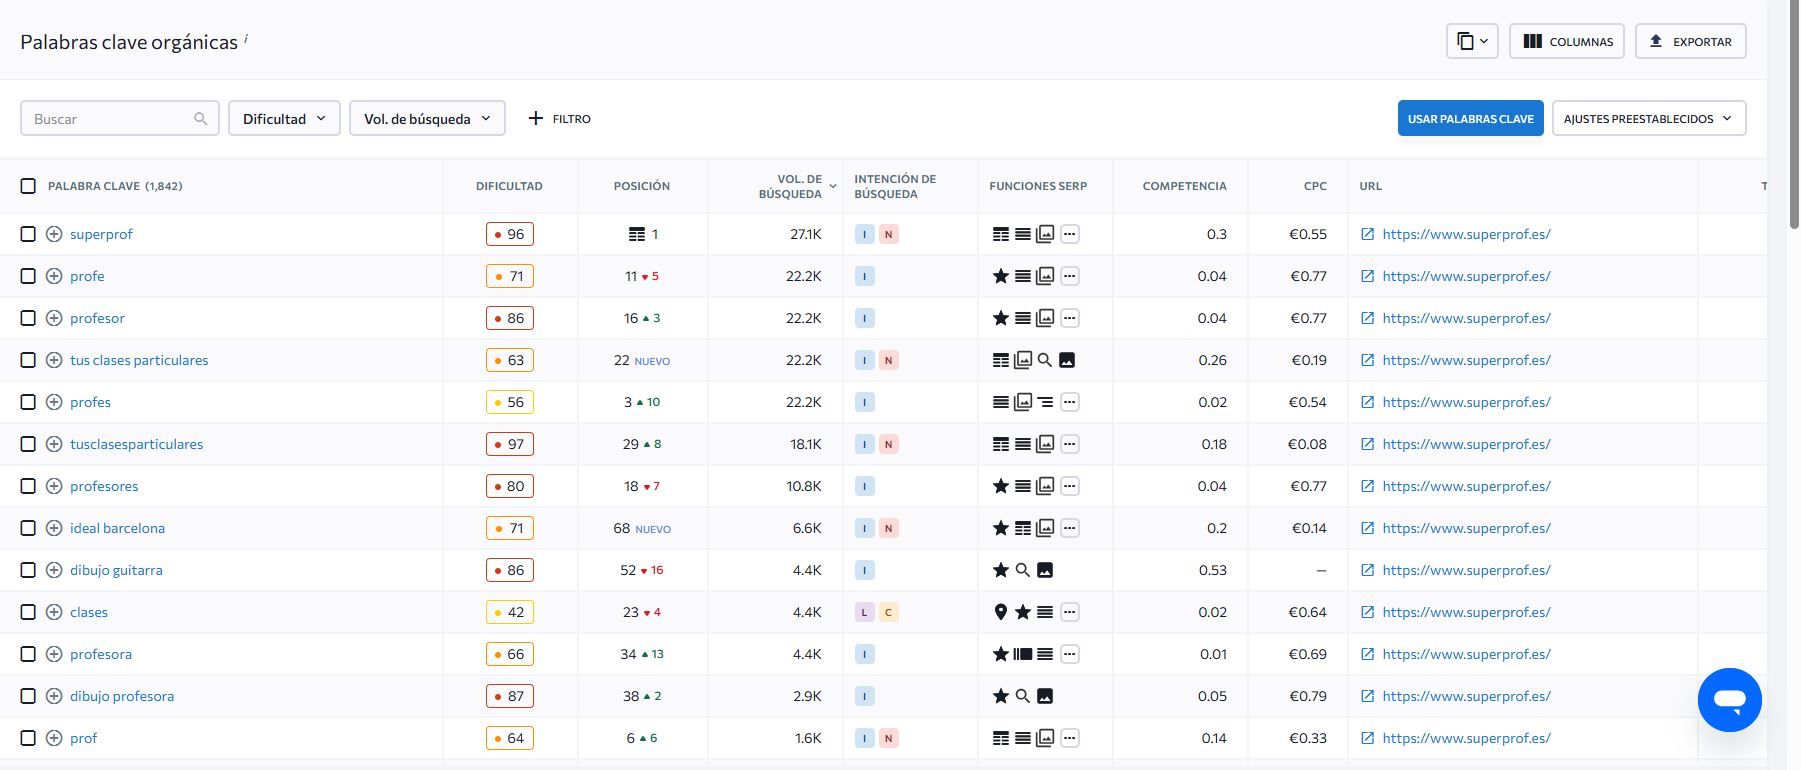 Palabras clave orgánicas i
COLUMNAS
EXPORTAR
Buscar
Dificultad
Vol. de búsqueda
+ FILTRO
USAR PALABRAS CLAVE
AJUSTES PREESTABLECIDOS
PALABRA CLAVE (1,842) DIFICULTAD POSICIÓN VOL. DE BÚSQUEDA INTENCIÓN DE BÚSQUEDA FUNCIONES SERP COMPETENCIA CPC URL T
superprof 96 1 27.1K I N 0.3 €0.55 https://www.superprof.es/
profe 71 11 5 22.2K I 0.04 €0.77 https://www.superprof.es/
profesor 86 16 3 22.2K I 0.04 €0.77 https://www.superprof.es/
tus clases particulares 63 22 NUEVO 22.2K I N 0.26 €0.19 https://www.superprof.es/
profes 56 3 10 22.2K I 0.02 €0.54 https://www.superprof.es/
tusclasesparticulares 97 29 8 18.1K I N 0.18 €0.08 https://www.superprof.es/
profesores 80 18 7 10.8K I 0.04 €0.77 https://www.superprof.es/
ideal barcelona 71 68 NUEVO 6.6K I N 0.2 €0.14 https://www.superprof.es/
dibujo guitarra 86 52 16 4.4K I 0.53 — https://www.superprof.es/
clases 42 23 4 4.4K L C 0.02 €0.64 https://www.superprof.es/
profesora 66 34 13 4.4K I 0.01 €0.69 https://www.superprof.es/
dibujo profesora 87 38 2 2.9K I 0.05 €0.79 https://www.superprof.es/
prof 64 6 6 1.6K I N 0.14 €0.33 https://www.superprof.es/